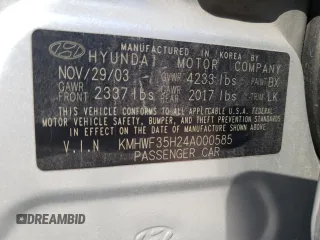 MANUFACTURED IN KOREA BY
HYUNDAI MOTOR COMPANY
NOV/29/03 - GVWR 4233 lbs PAINT BY
GAWR FRONT 2337 lbs GAWR REAR 2017 lbs TRIM LK
THIS VEHICLE CONFORMS TO ALL APPLICABLE U.S. FEDERAL
MOTOR VEHICLE SAFETY, BUMPER, AND THEFT PREVENTION STANDARDS
IN EFFECT ON THE DATE OF MANUFACTURE SHOWN ABOVE.
V.I.N KMHWF35H24A000585
PASSENGER CAR
©DREAMBID